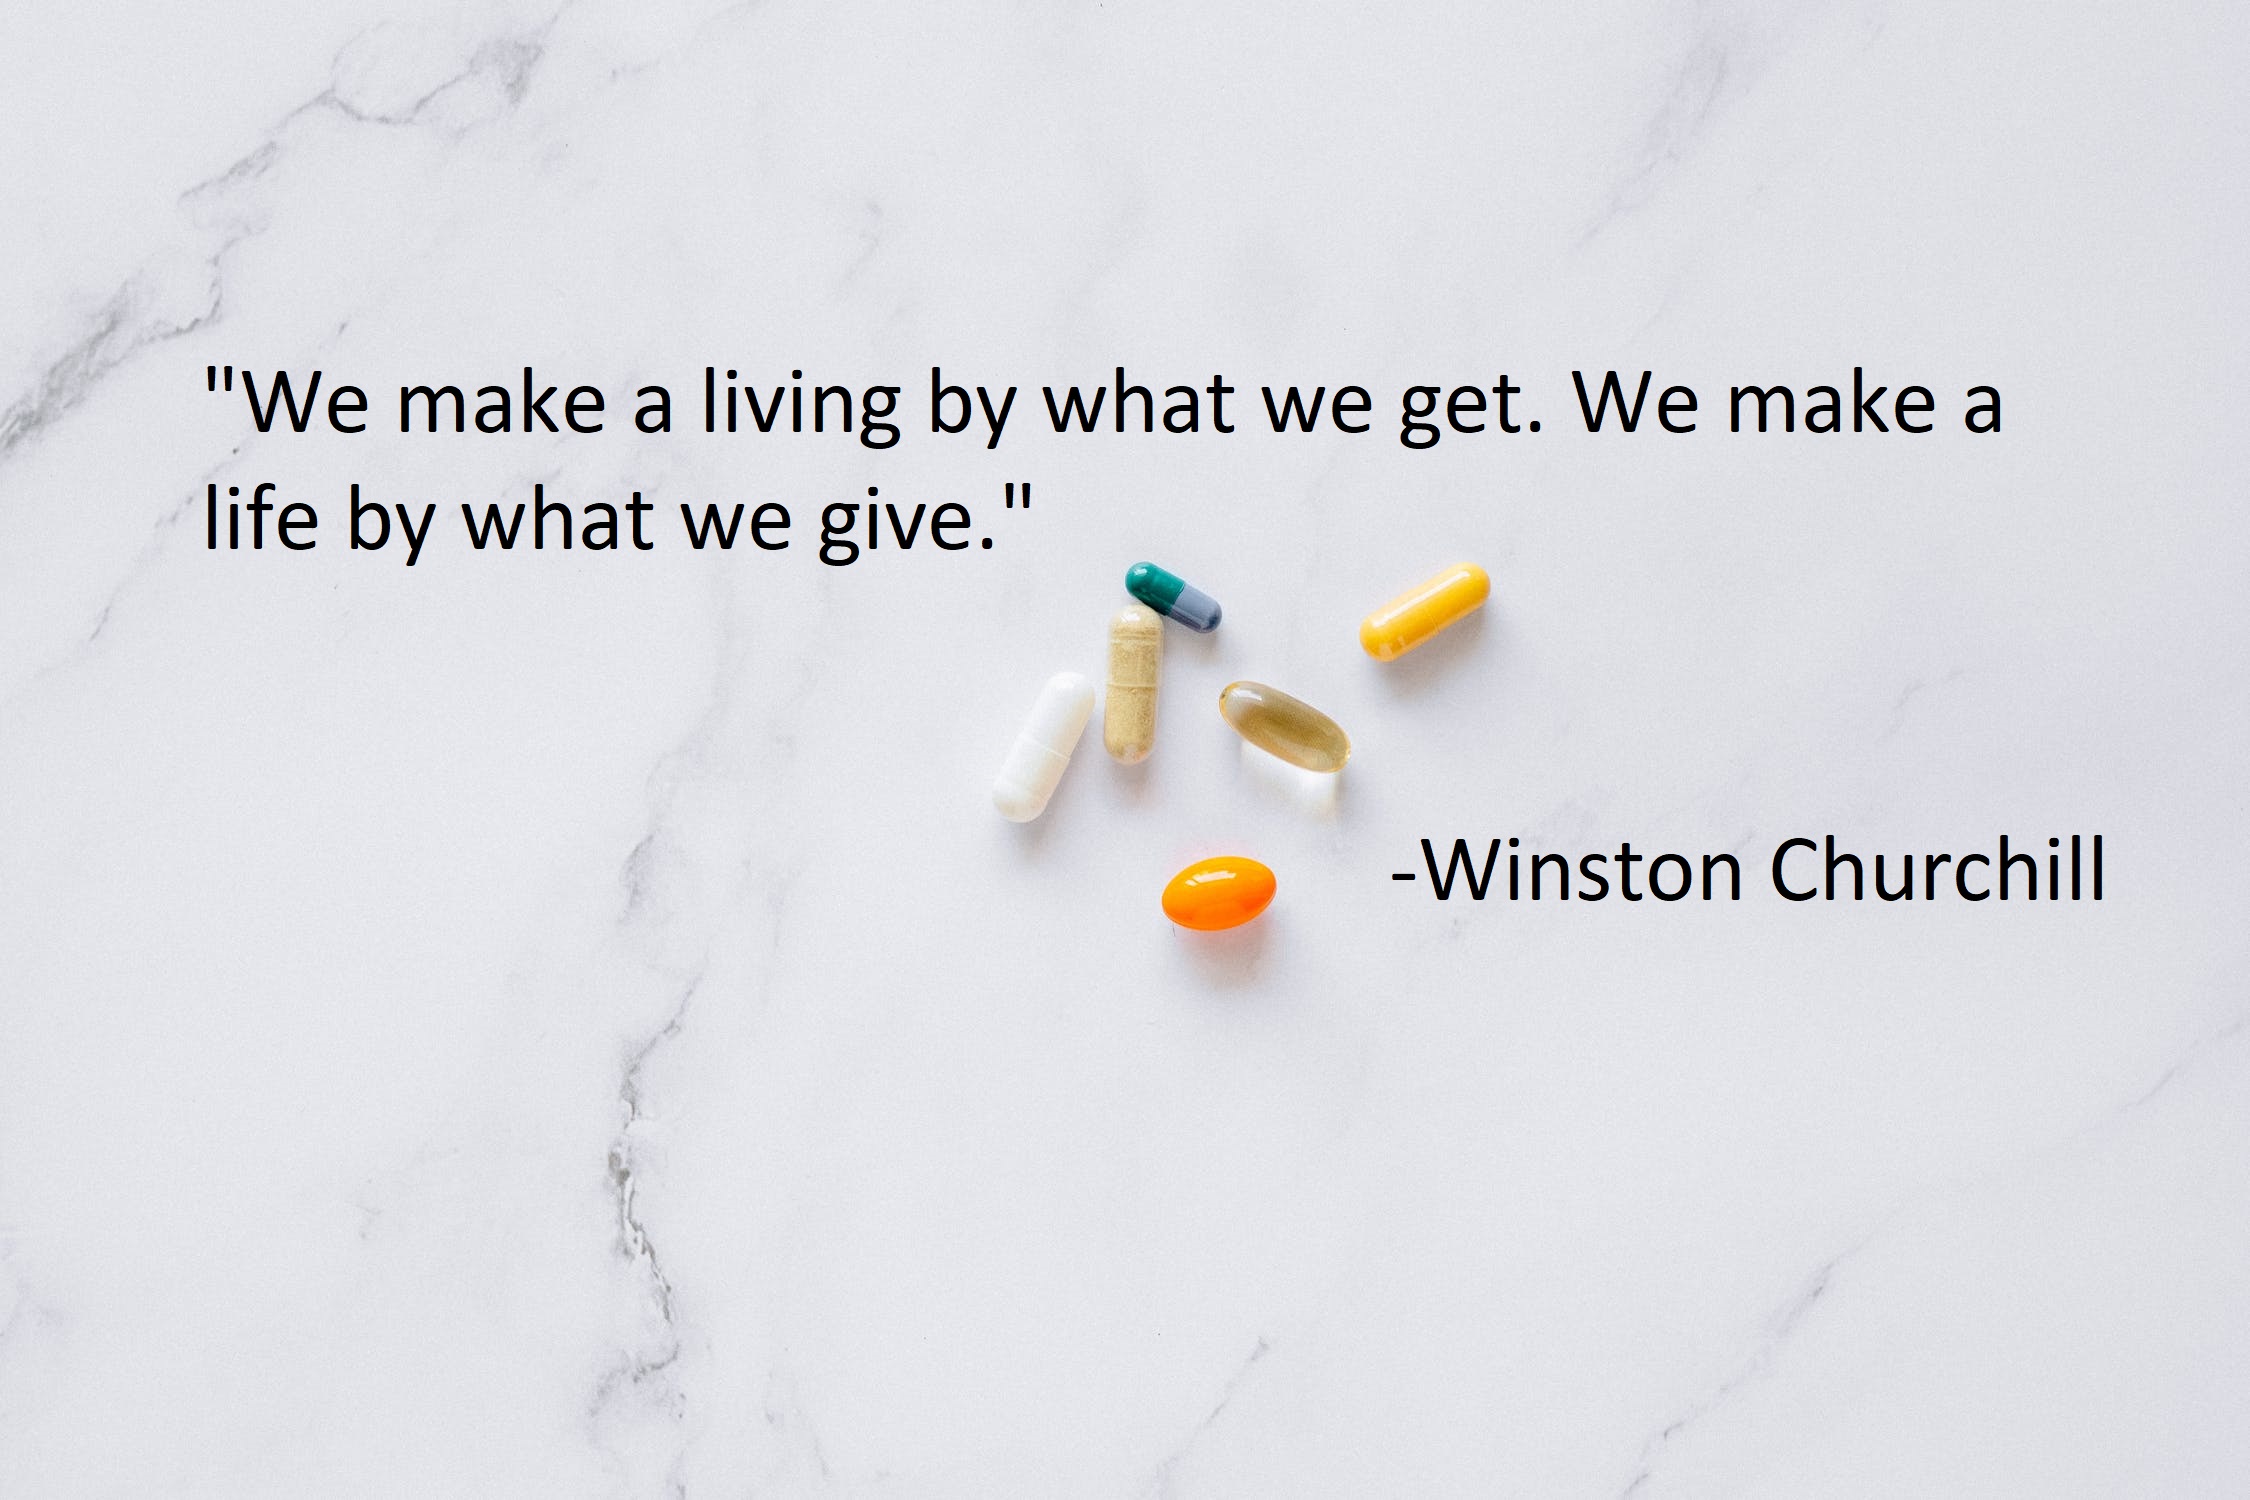 "We make a living by what we get. We make a
life by what we give."
-Winston Churchill